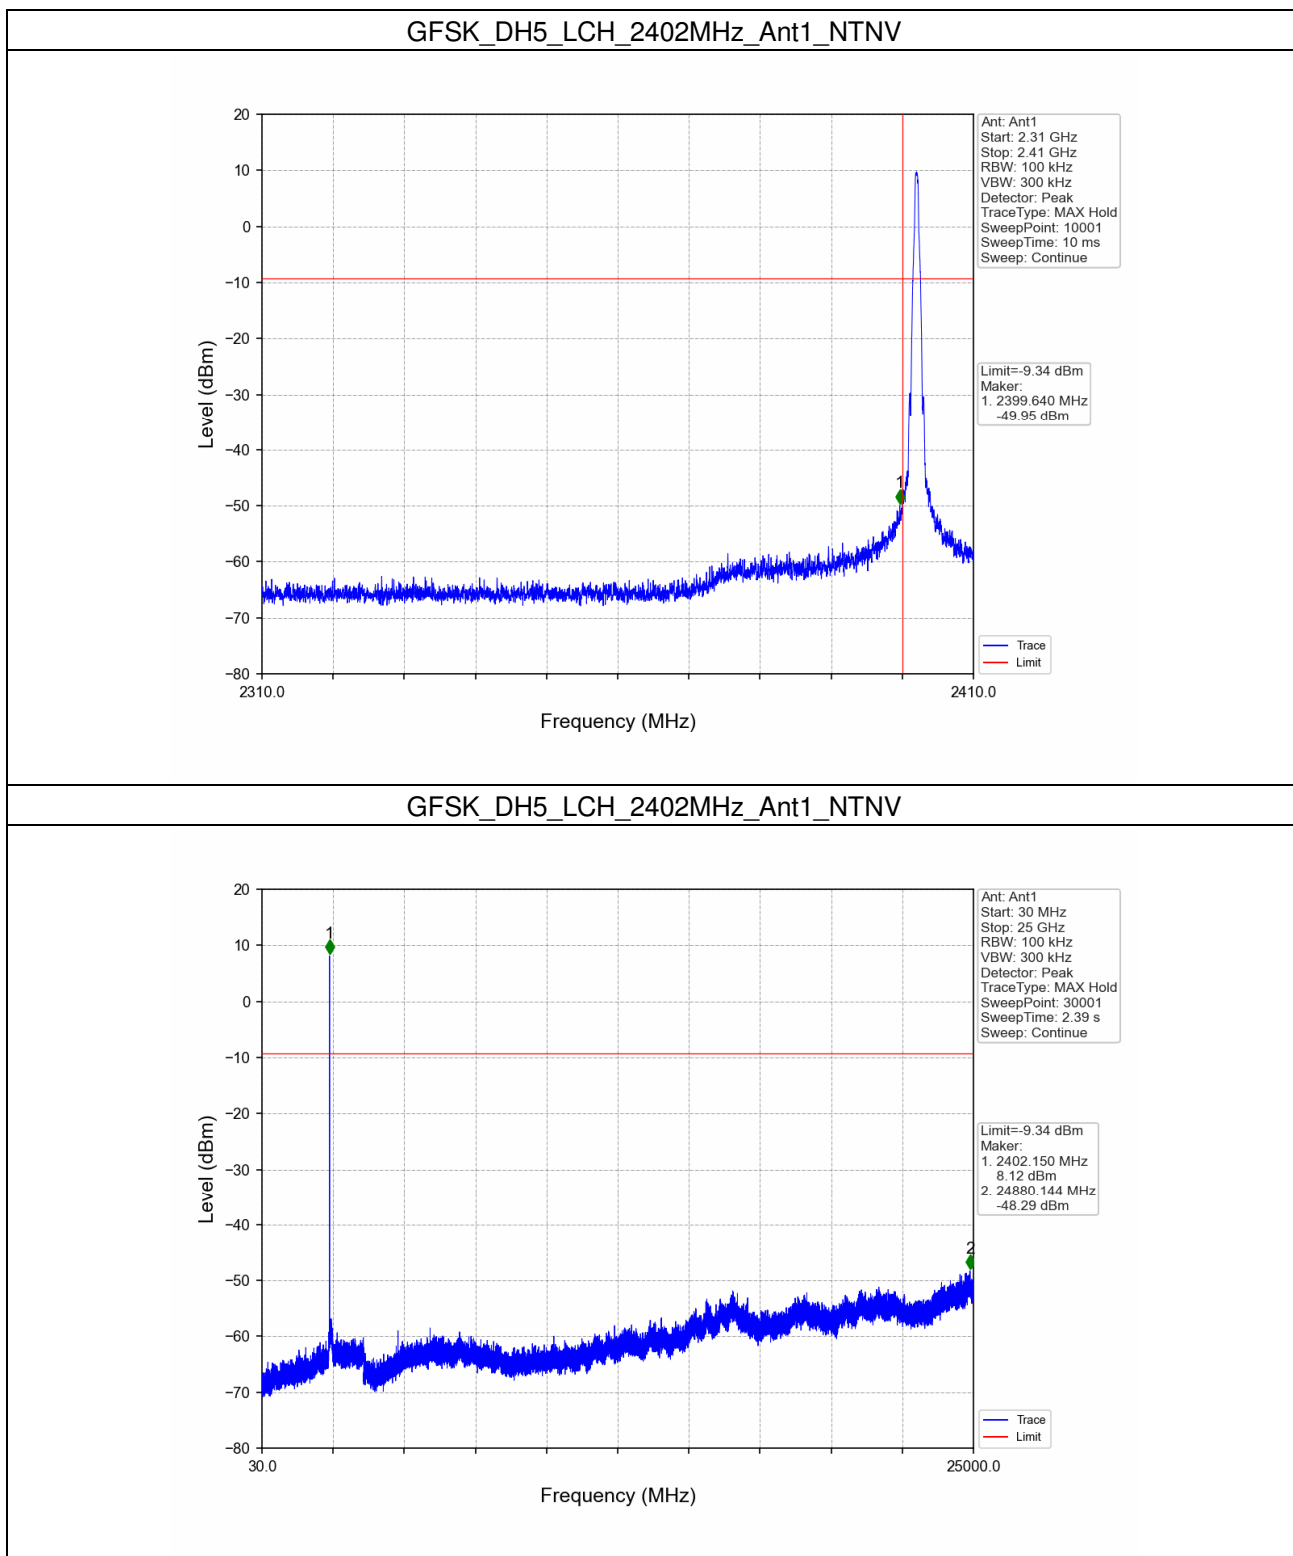 GFSK_DH5_LCH_2402MHz_Ant1_NTNV
20
10
0
−10
−20
−30
−40
−50
−60
−70
−80
Level (dBm)
2310.0
2410.0
Frequency (MHz)
1
Ant: Ant1
Start: 2.31 GHz
Stop: 2.41 GHz
RBW: 100 kHz
VBW: 300 kHz
Detector: Peak
TraceType: MAX Hold
SweepPoint: 10001
SweepTime: 10 ms
Sweep: Continue
Limit=-9.34 dBm
Maker:
1. 2399.640 MHz
-49.95 dBm
Trace
Limit
GFSK_DH5_LCH_2402MHz_Ant1_NTNV
20
10
0
−10
−20
−30
−40
−50
−60
−70
−80
Level (dBm)
30.0
25000.0
Frequency (MHz)
1
2
Ant: Ant1
Start: 30 MHz
Stop: 25 GHz
RBW: 100 kHz
VBW: 300 kHz
Detector: Peak
TraceType: MAX Hold
SweepPoint: 30001
SweepTime: 2.39 s
Sweep: Continue
Limit=-9.34 dBm
Maker:
1. 2402.150 MHz
8.12 dBm
2. 24880.144 MHz
-48.29 dBm
Trace
Limit